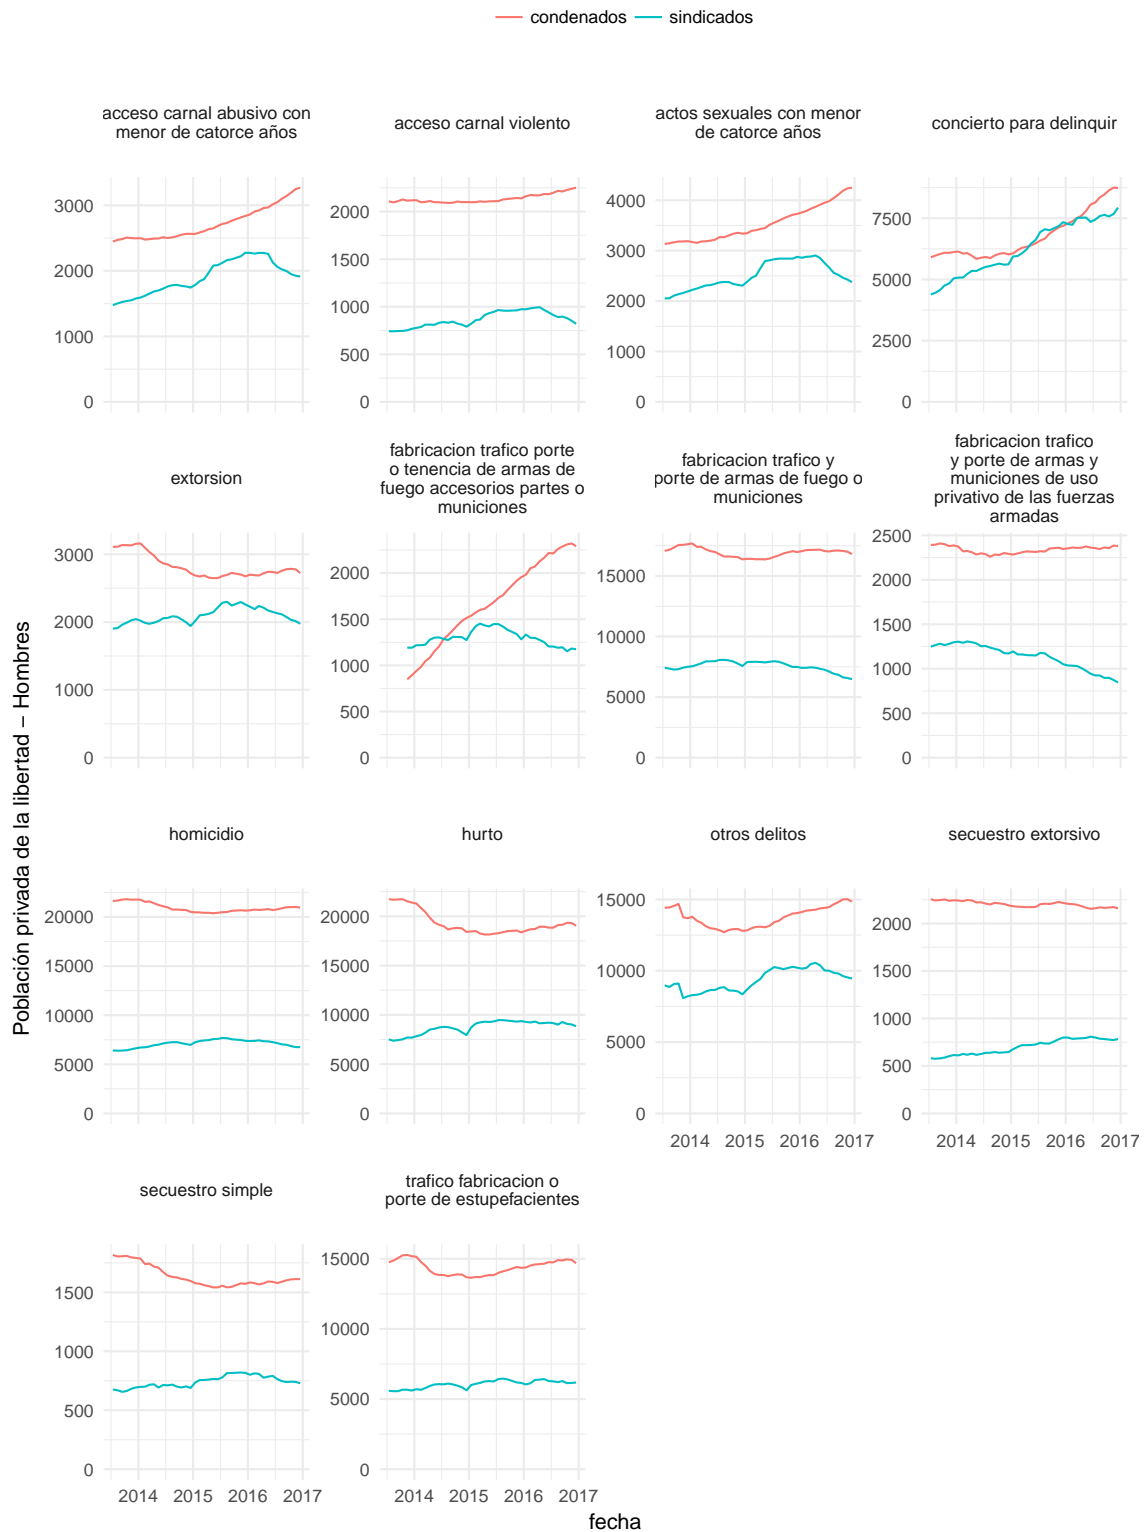 condenados sindicados
acceso carnal abusivo con
menor de catorce años
acceso carnal violento
actos sexuales con menor
de catorce años
concierto para delinquir
3000
2000
1000
0
2000
1500
1000
500
0
4000
3000
2000
1000
0
7500
5000
2500
0
extorsion
fabricacion trafico porte
o tenencia de armas de
fuego accesorios partes o
municiones
fabricacion trafico y
porte de armas de fuego o
municiones
fabricacion trafico
y porte de armas y
municiones de uso
privativo de las fuerzas
armadas
3000
2000
1000
0
2000
1500
1000
500
0
15000
10000
5000
0
2500
2000
1500
1000
500
0
Población privada de la libertad – Hombres
homicidio
hurto
otros delitos
secuestro extorsivo
20000
15000
10000
5000
0
20000
15000
10000
5000
0
15000
10000
5000
0
2014 2015 2016 2017
2000
1500
1000
500
0
2014 2015 2016 2017
secuestro simple
trafico fabricacion o
porte de estupefacientes
1500
1000
500
0
2014 2015 2016 2017
15000
10000
5000
0
2014 2015 2016 2017
fecha